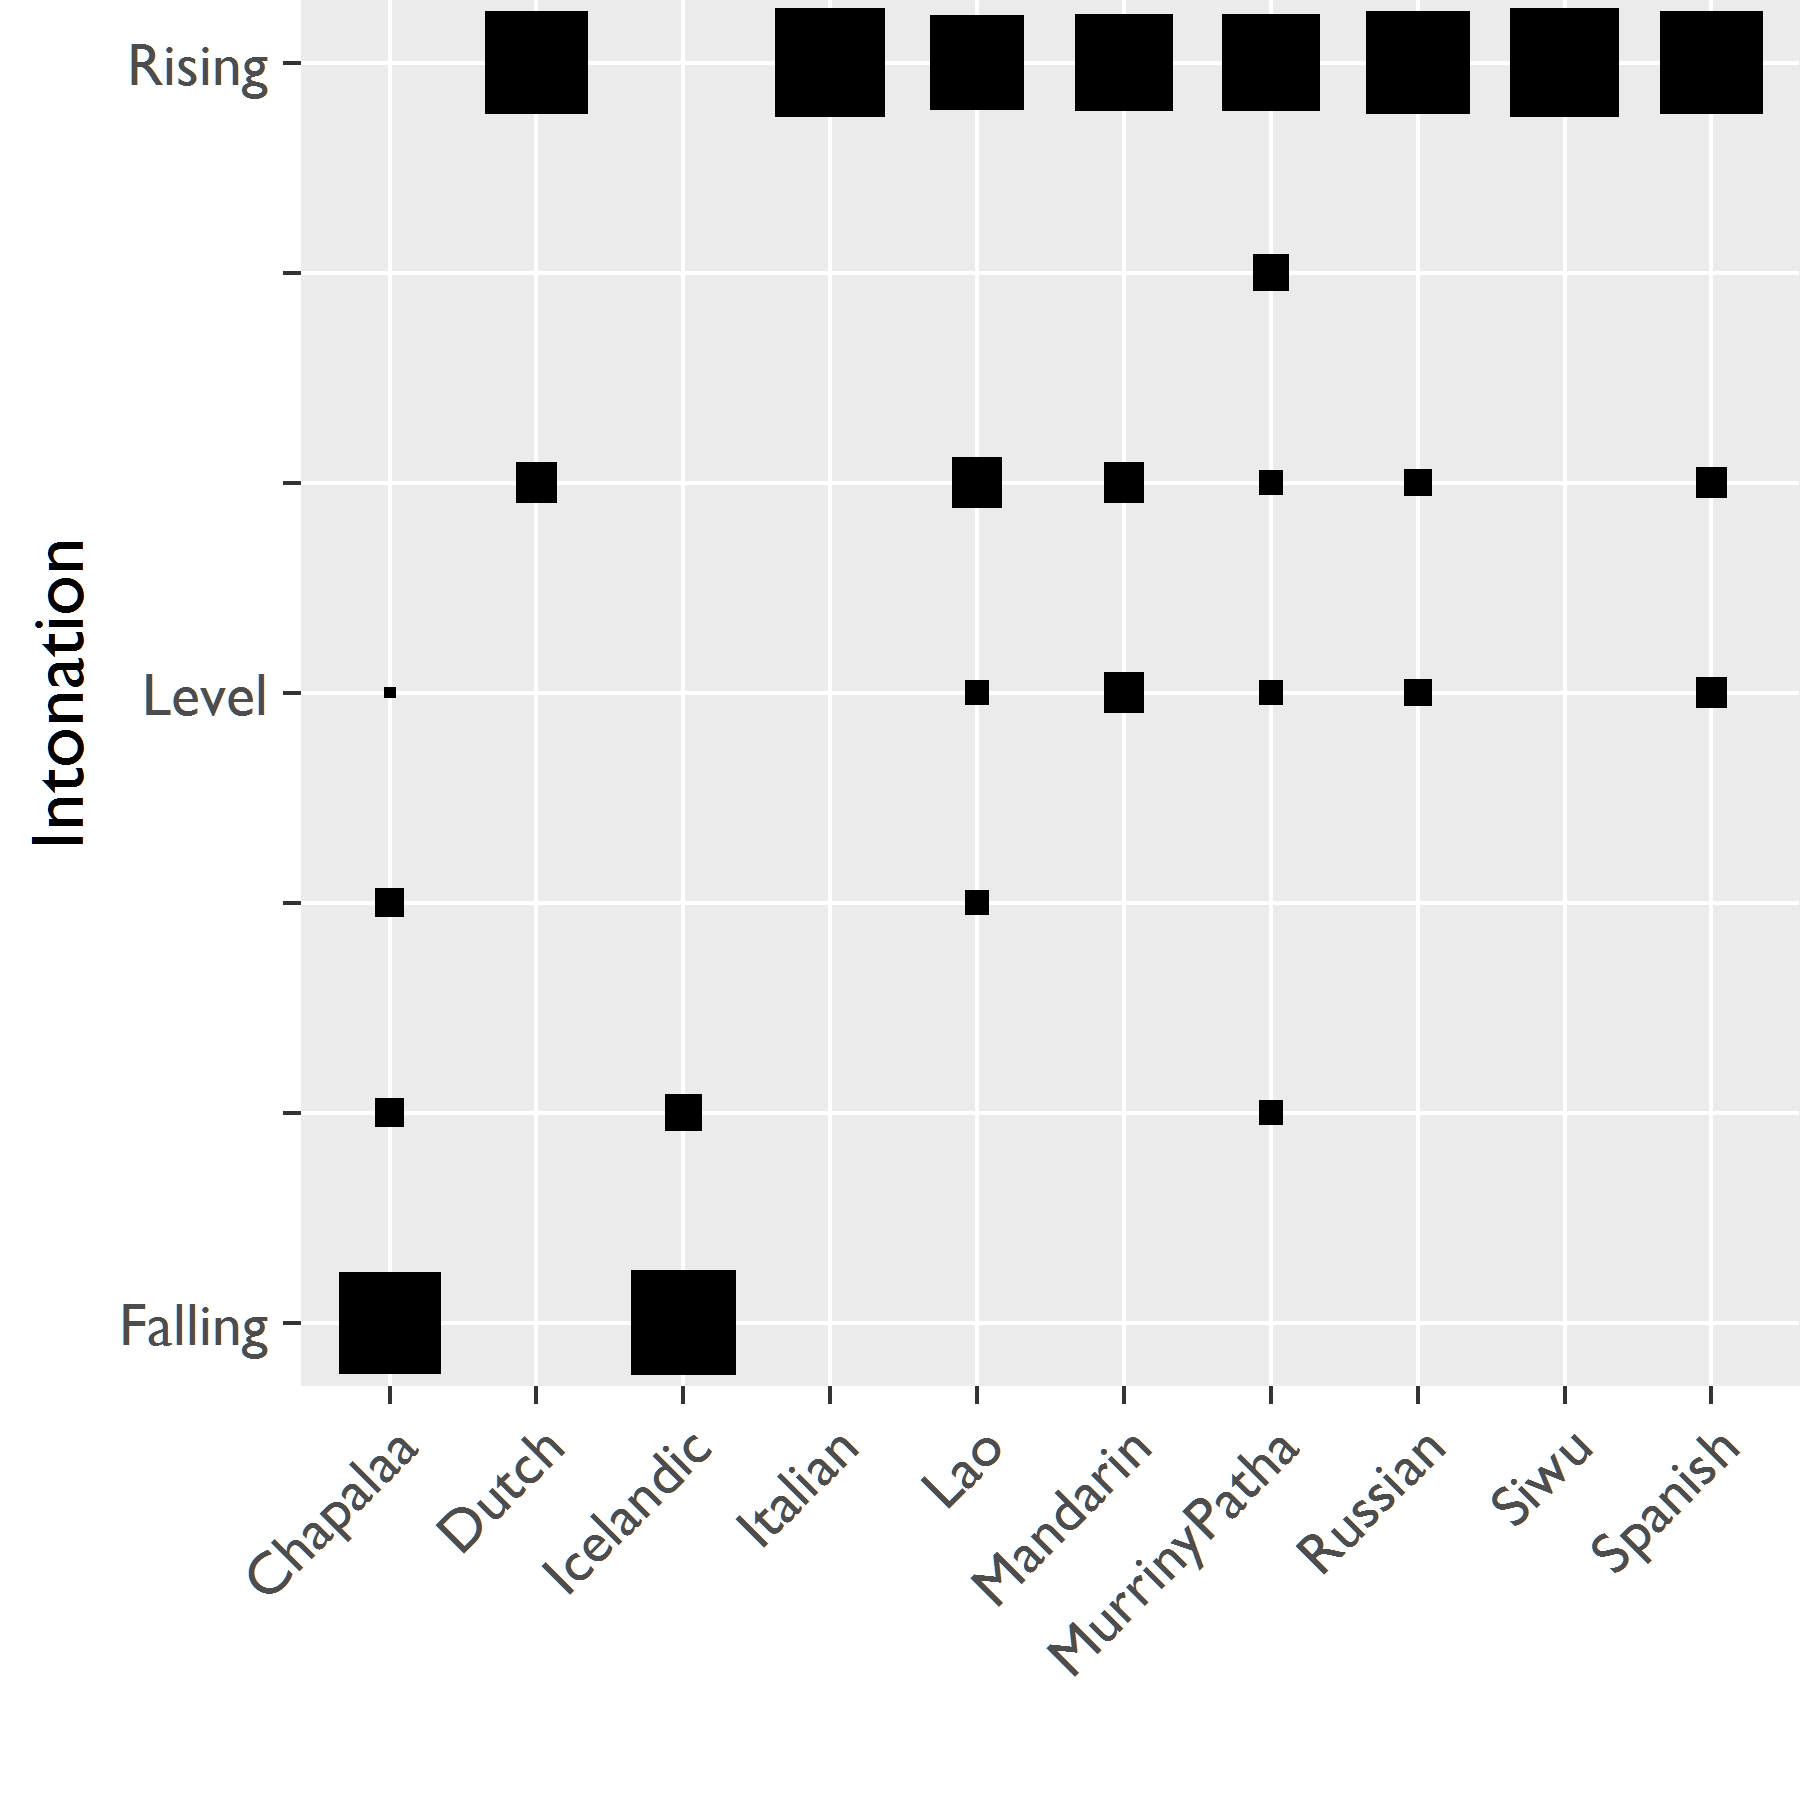 Rising
Level
Falling
Intonation
Chapalaa
Dutch
Icelandic
Italian
Lao
Mandarin
MurrinyPatha
Russian
Siwu
Spanish